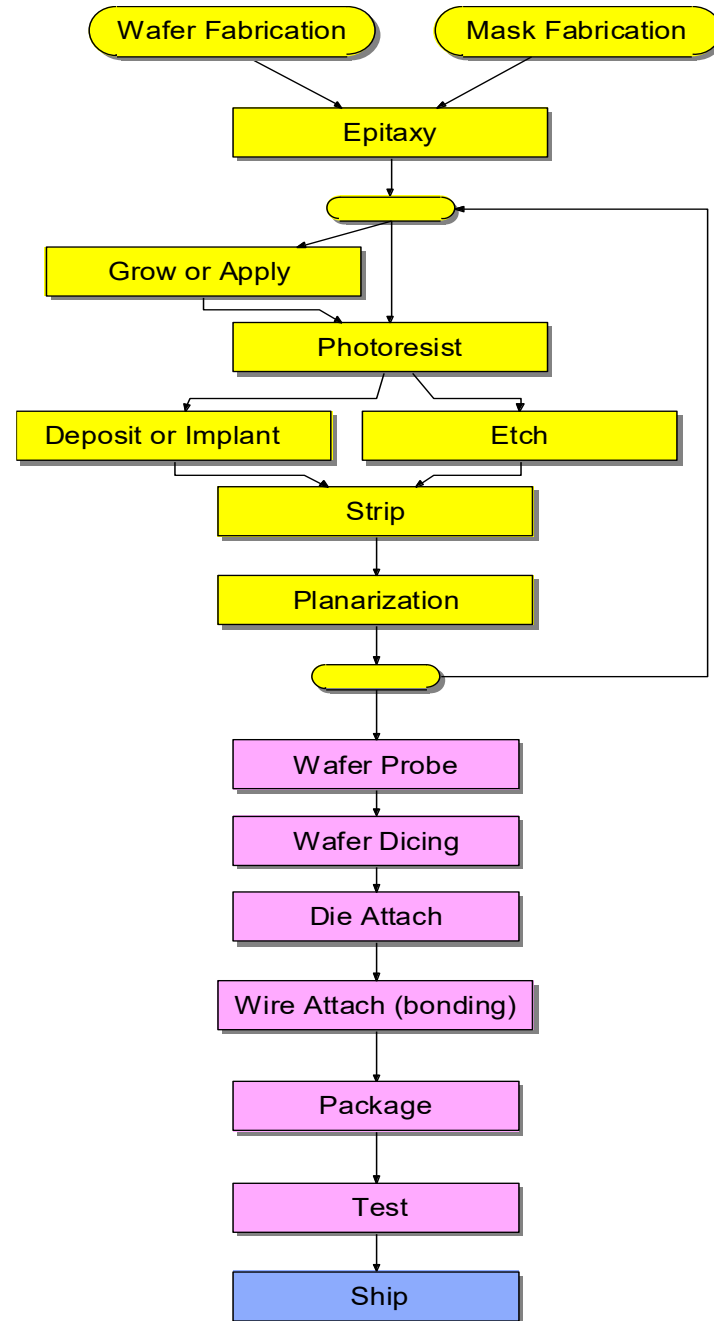 Wafer Fabrication
Mask Fabrication
Epitaxy
Grow or Apply
Photoresist
Deposit or Implant
Etch
Strip
Planarization
Wafer Probe
Wafer Dicing
Die Attach
Wire Attach (bonding)
Package
Test
Ship